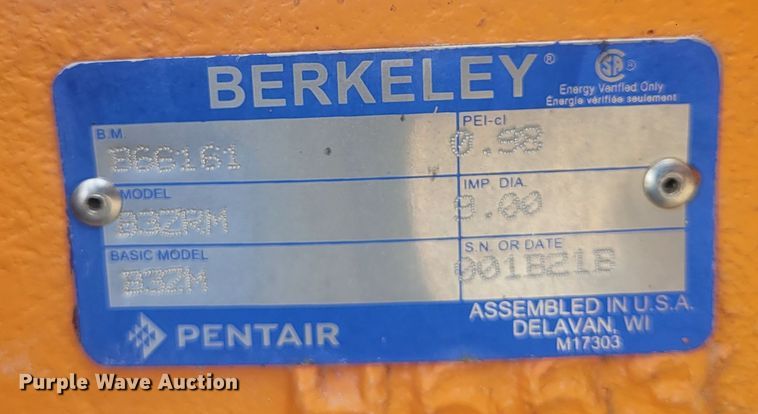 BERKELEY®
CSA ®
Energy Verified Only
Énergie vérifiée seulement
B.M.
B66161
PEI-cl
0.98
MODEL
B3ZRM
IMP. DIA.
9.00
BASIC MODEL
B3ZM
S.N. OR DATE
001B21B
PENTAIR
ASSEMBLED IN U.S.A.
DELAVAN, WI
M17303
Purple Wave Auction